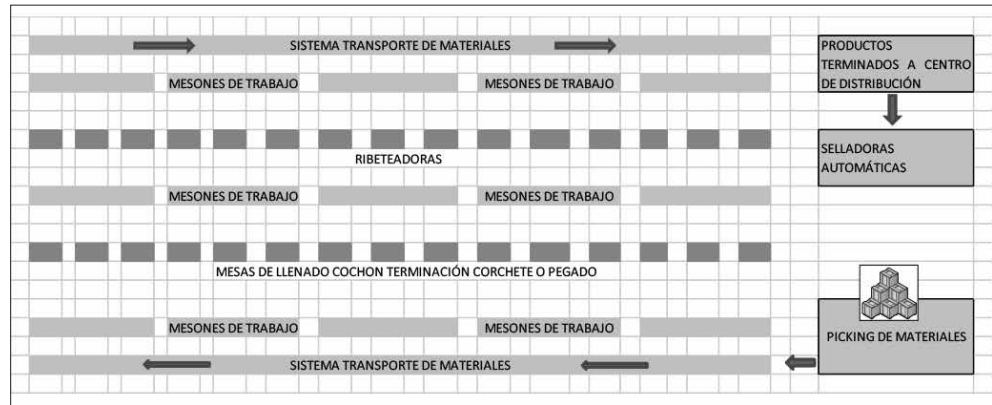 SISTEMA TRANSPORTE DE MATERIALES
PRODUCTOS
TERMINADOS A CENTRO
DE DISTRIBUCIÓN
MESONES DE TRABAJO
MESONES DE TRABAJO
RIBETEADORAS
SELLADORAS
AUTOMÁTICAS
MESONES DE TRABAJO
MESONES DE TRABAJO
MESAS DE LLENADO COCHON TERMINACIÓN CORCHETE O PEGADO
MESONES DE TRABAJO
MESONES DE TRABAJO
PICKING DE MATERIALES
SISTEMA TRANSPORTE DE MATERIALES